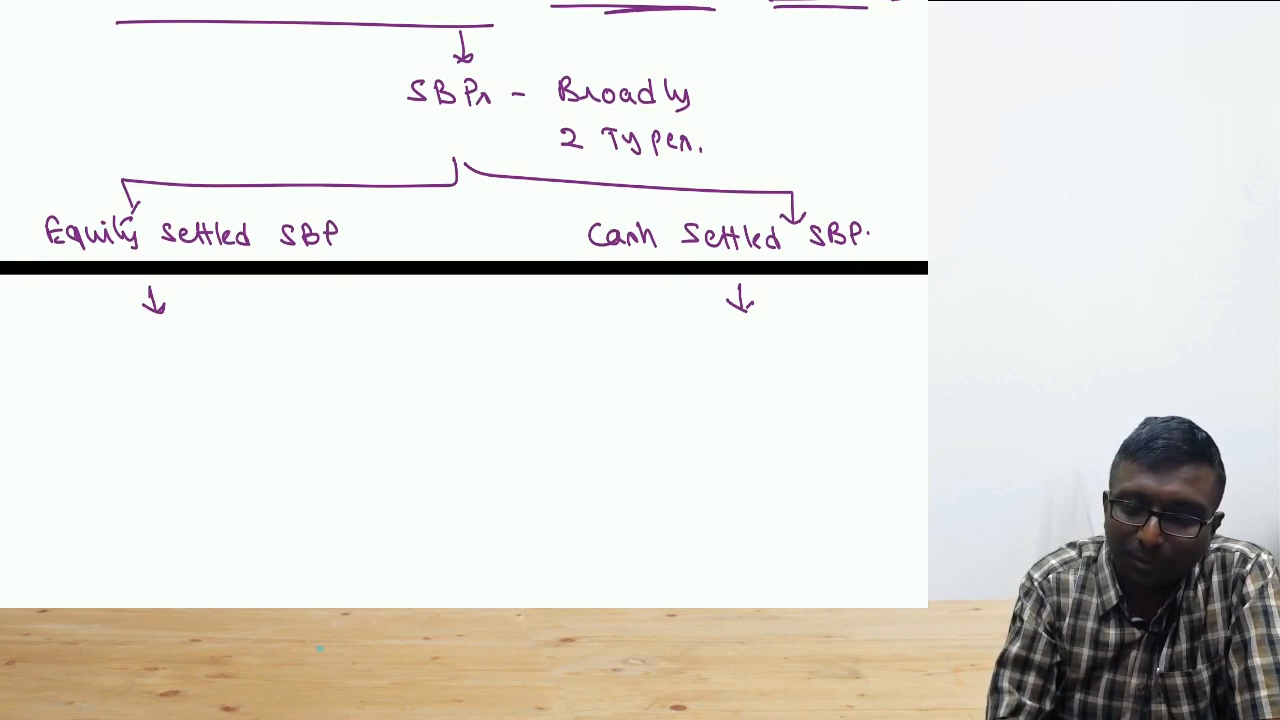 SBPs - Broadly
2 Types.
Equity Settled SBP
Cash Settled SBP.